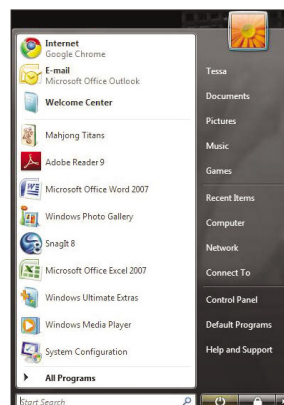 Internet
Google Chrome
E-mail
Microsoft Office Outlook
Welcome Center
Mahjong Titans
Adobe Reader 9
Microsoft Office Word 2007
Windows Photo Gallery
SnagIt 8
Microsoft Office Excel 2007
Windows Ultimate Extras
Windows Media Player
System Configuration
All Programs
Start Search
Tessa
Documents
Pictures
Music
Games
Recent Items
Computer
Network
Connect To
Control Panel
Default Programs
Help and Support